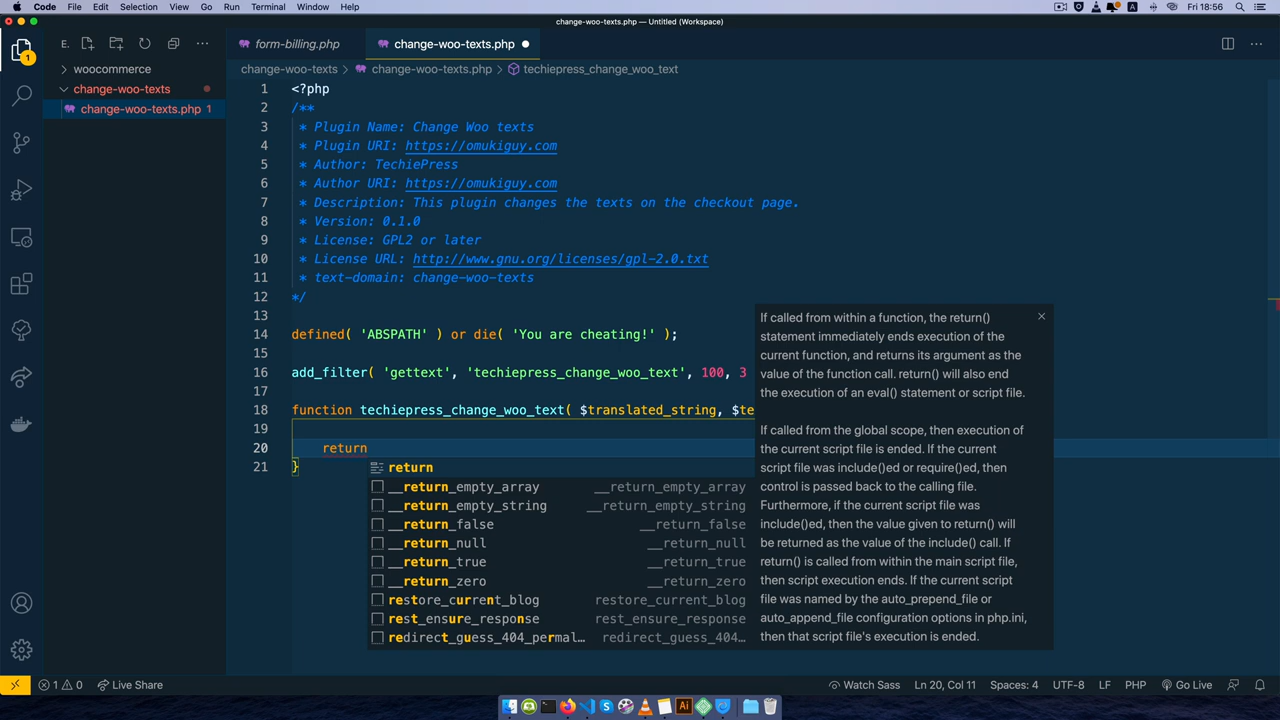 Code File Edit Selection View Go Run Terminal Window Help Fri 18:56
change-woo-texts.php — Untitled (Workspace)
E. form-billing.php change-woo-texts.php
woocommerce change-woo-texts change-woo-texts.php techiepress_change_woo_text
change-woo-texts
change-woo-texts.php 1
1 <?php
2 /**
3 * Plugin Name: Change Woo texts
4 * Plugin URI: https://omukiguy.com
5 * Author: TechiePress
6 * Author URI: https://omukiguy.com
7 * Description: This plugin changes the texts on the checkout page.
8 * Version: 0.1.0
9 * License: GPL2 or later
10 * License URL: http://www.gnu.org/licenses/gpl-2.0.txt
11 * text-domain: change-woo-texts
12 */
13
14 defined( 'ABSPATH' ) or die( 'You are cheating!' );
15
16 add_filter( 'gettext', 'techiepress_change_woo_text', 100, 3
17
18 function techiepress_change_woo_text( $translated_string, $te
19
20 return
21 }
return
__return_empty_array __return_empty_array
__return_empty_string __return_empty_string
__return_false __return_false
__return_null __return_null
__return_true __return_true
__return_zero __return_zero
restore_current_blog restore_current_blog
rest_ensure_response rest_ensure_response
redirect_guess_404_permal… redirect_guess_404…
If called from within a function, the return()
statement immediately ends execution of the
current function, and returns its argument as the
value of the function call. return() will also end
the execution of an eval() statement or script file.
If called from the global scope, then execution of
the current script file is ended. If the current
script file was include()ed or require()ed, then
control is passed back to the calling file.
Furthermore, if the current script file was
include()ed, then the value given to return() will
be returned as the value of the include() call. If
return() is called from within the main script file,
then script execution ends. If the current script
file was named by the auto_prepend_file or
auto_append_file configuration options in php.ini,
then that script file's execution is ended.
1 0 Live Share Watch Sass Ln 20, Col 11 Spaces: 4 UTF-8 LF PHP Go Live